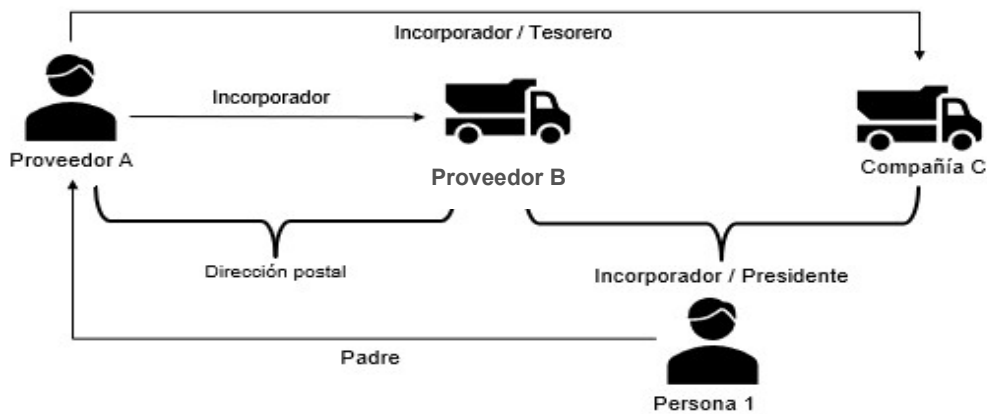 Incorporador / Tesorero
Incorporador
Proveedor A
Proveedor B
Compañía C
Dirección postal
Incorporador / Presidente
Padre
Persona 1